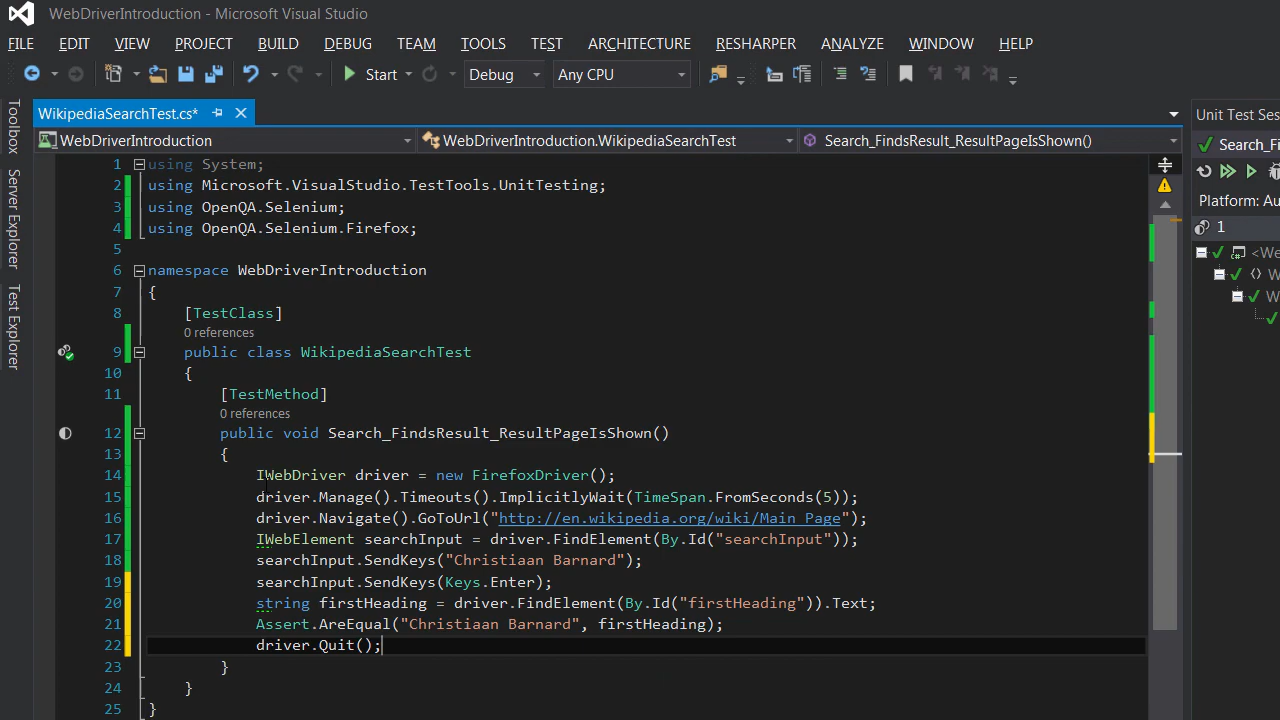 WebDriverIntroduction - Microsoft Visual Studio
FILE EDIT VIEW PROJECT BUILD DEBUG TEAM TOOLS TEST ARCHITECTURE RESHARPER ANALYZE WINDOW HELP
Start Debug Any CPU
WikipediaSearchTest.cs*
Unit Test Ses
WebDriverIntroduction WebDriverIntroduction.WikipediaSearchTest Search_FindsResult_ResultPageIsShown()
Search_Fi
Toolbox
Server Explorer
Test Explorer
1 using System;
2 using Microsoft.VisualStudio.TestTools.UnitTesting;
3 using OpenQA.Selenium;
4 using OpenQA.Selenium.Firefox;
5
6 namespace WebDriverIntroduction
7 {
8 [TestClass]
0 references
9 public class WikipediaSearchTest
10 {
11 [TestMethod]
0 references
12 public void Search_FindsResult_ResultPageIsShown()
13 {
14 IWebDriver driver = new FirefoxDriver();
15 driver.Manage().Timeouts().ImplicitlyWait(TimeSpan.FromSeconds(5));
16 driver.Navigate().GoToUrl("http://en.wikipedia.org/wiki/Main_Page");
17 IWebElement searchInput = driver.FindElement(By.Id("searchInput"));
18 searchInput.SendKeys("Christiaan Barnard");
19 searchInput.SendKeys(Keys.Enter);
20 string firstHeading = driver.FindElement(By.Id("firstHeading")).Text;
21 Assert.AreEqual("Christiaan Barnard", firstHeading);
22 driver.Quit();
23 }
24 }
25 }
Platform: Au
1
<We
() W
W